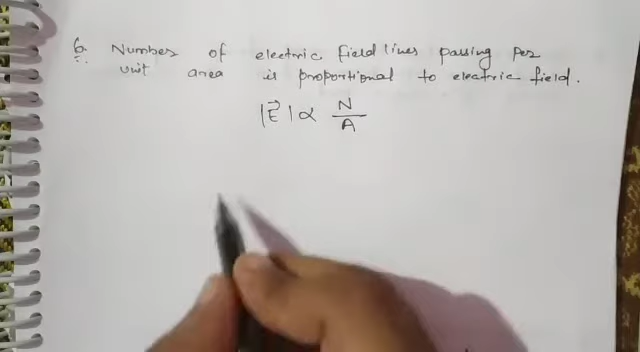 6. Number of electric field lines passing per
unit area is proportional to electric field.
|E⃗| ∝ N/A